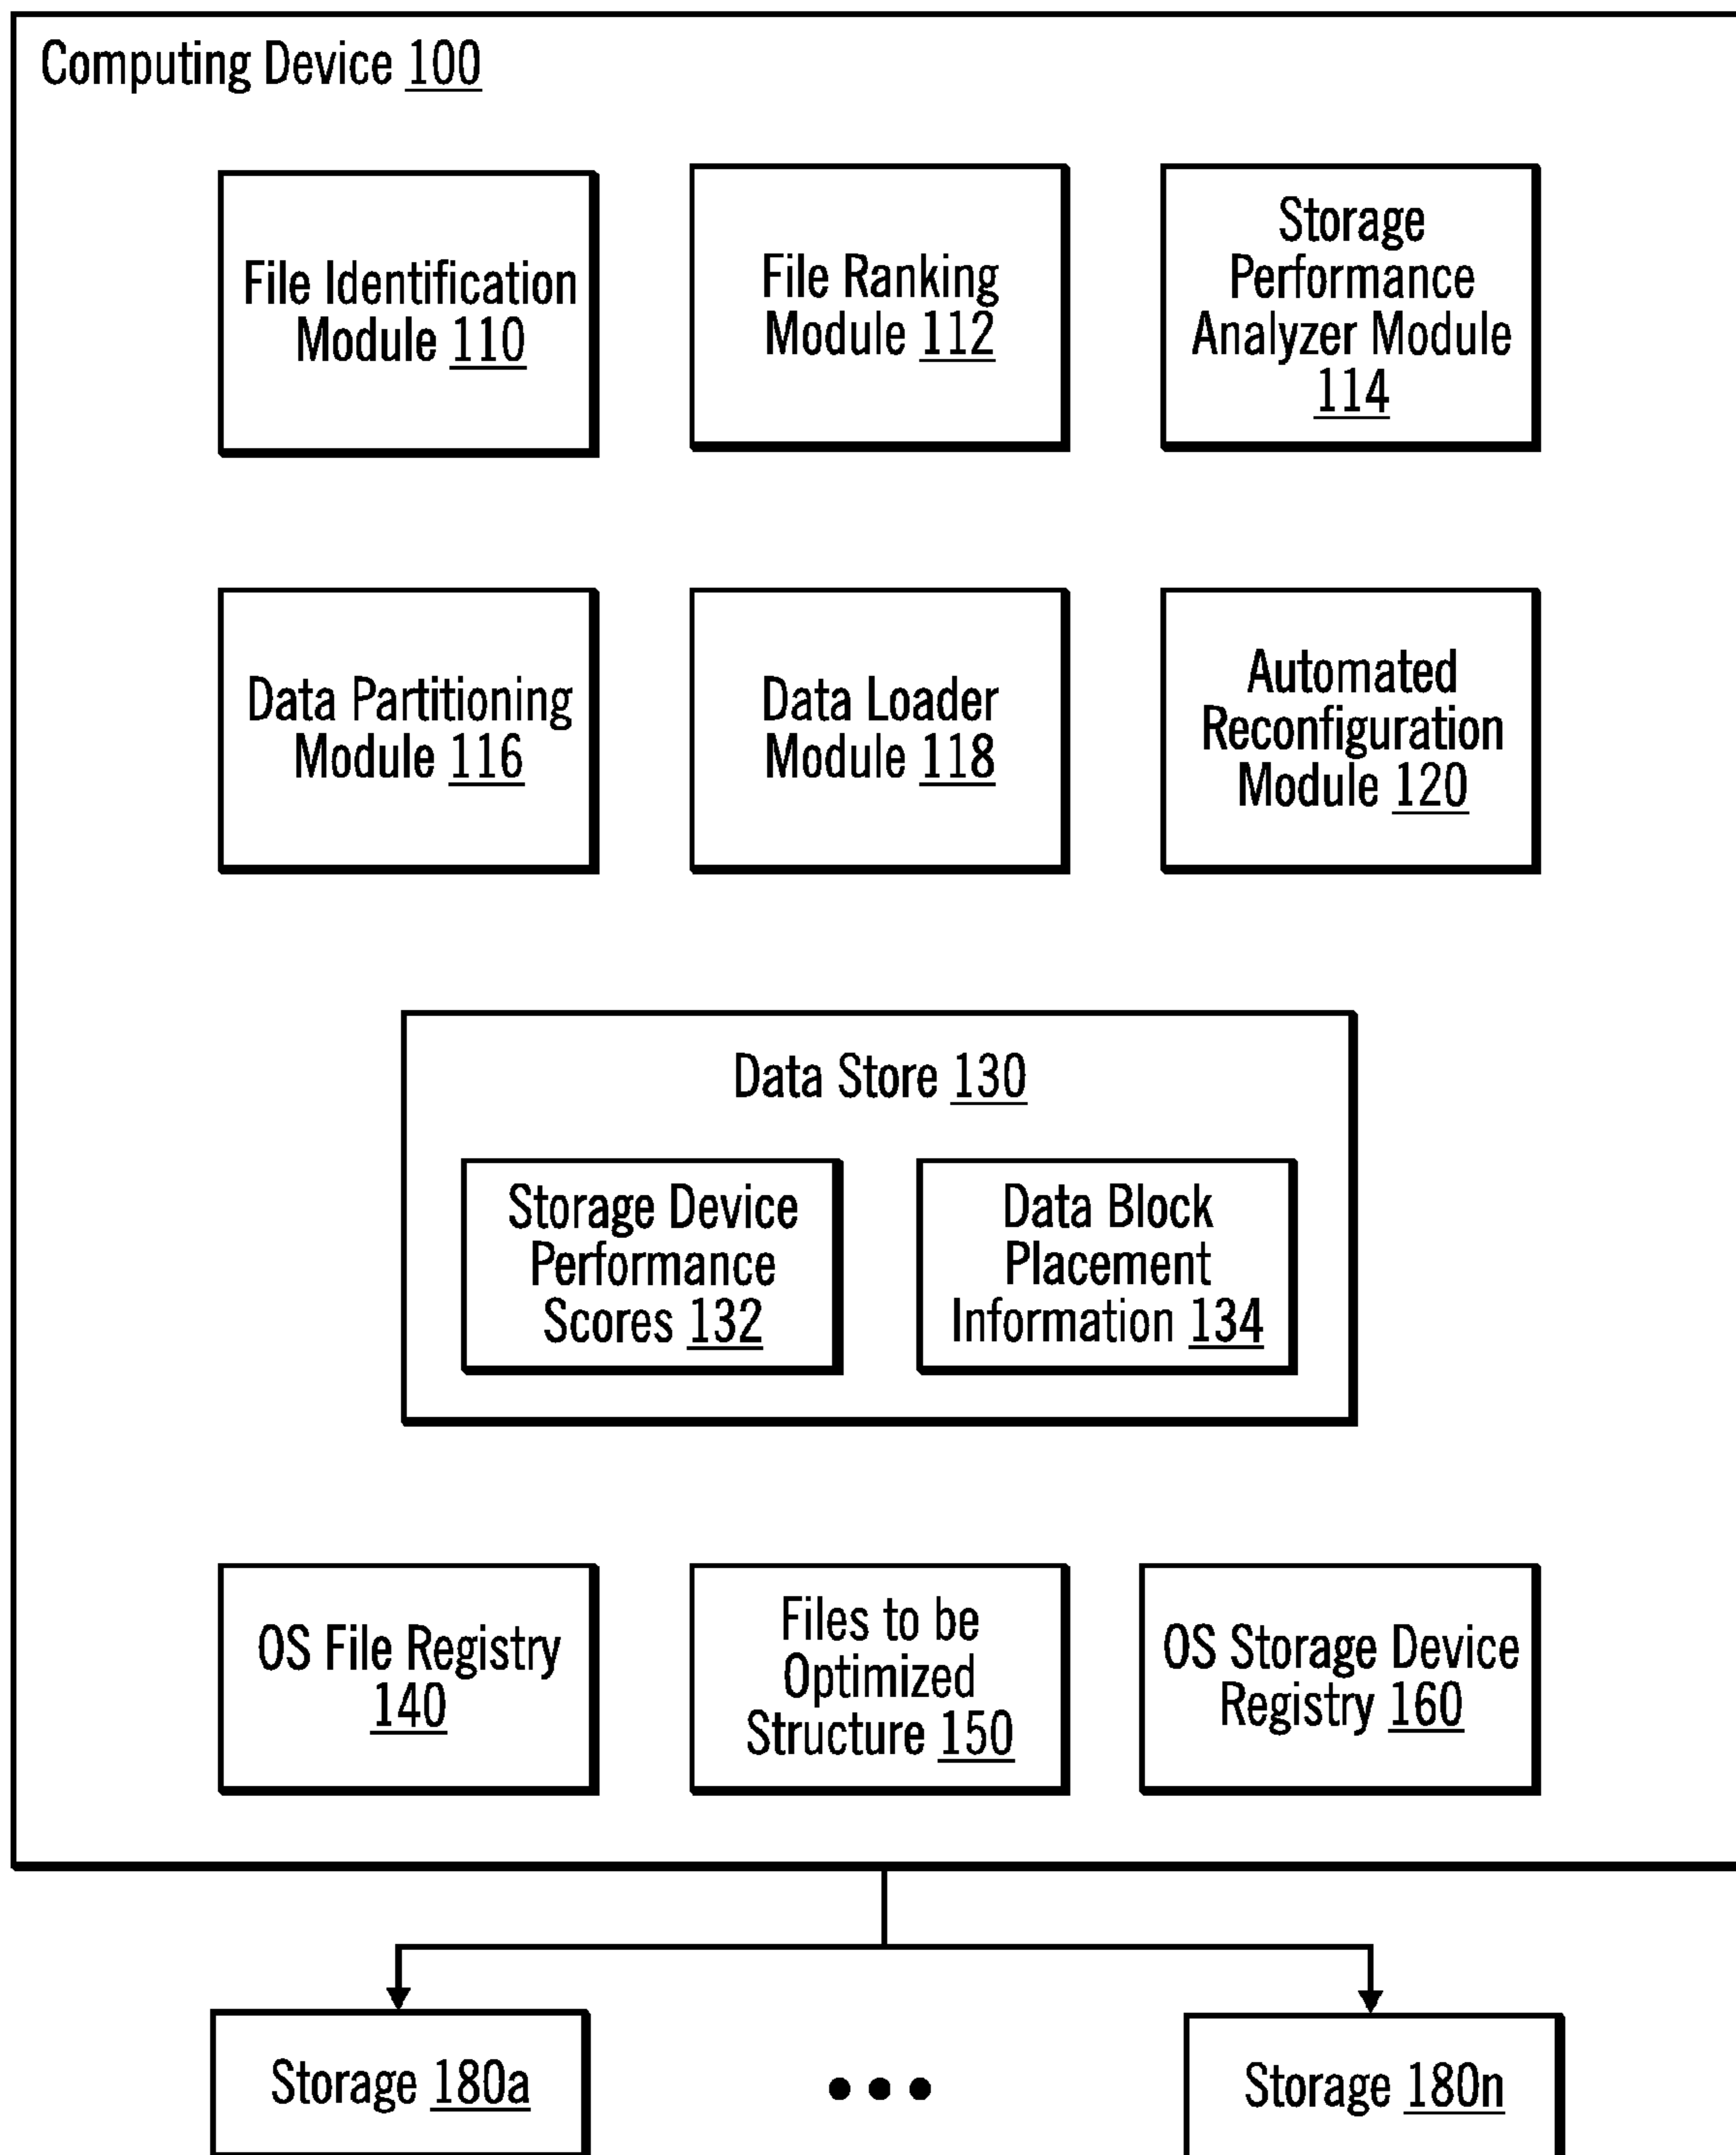 Computing Device 100
File Identification
Module 110
File Ranking
Module 112
Storage
Performance
Analyzer Module
114
Data Partitioning
Module 116
Data Loader
Module 118
Automated
Reconfiguration
Module 120
Data Store 130
Storage Device
Performance
Scores 132
Data Block
Placement
Information 134
OS File Registry
140
Files to be
Optimized
Structure 150
OS Storage Device
Registry 160
Storage 180a
Storage 180n